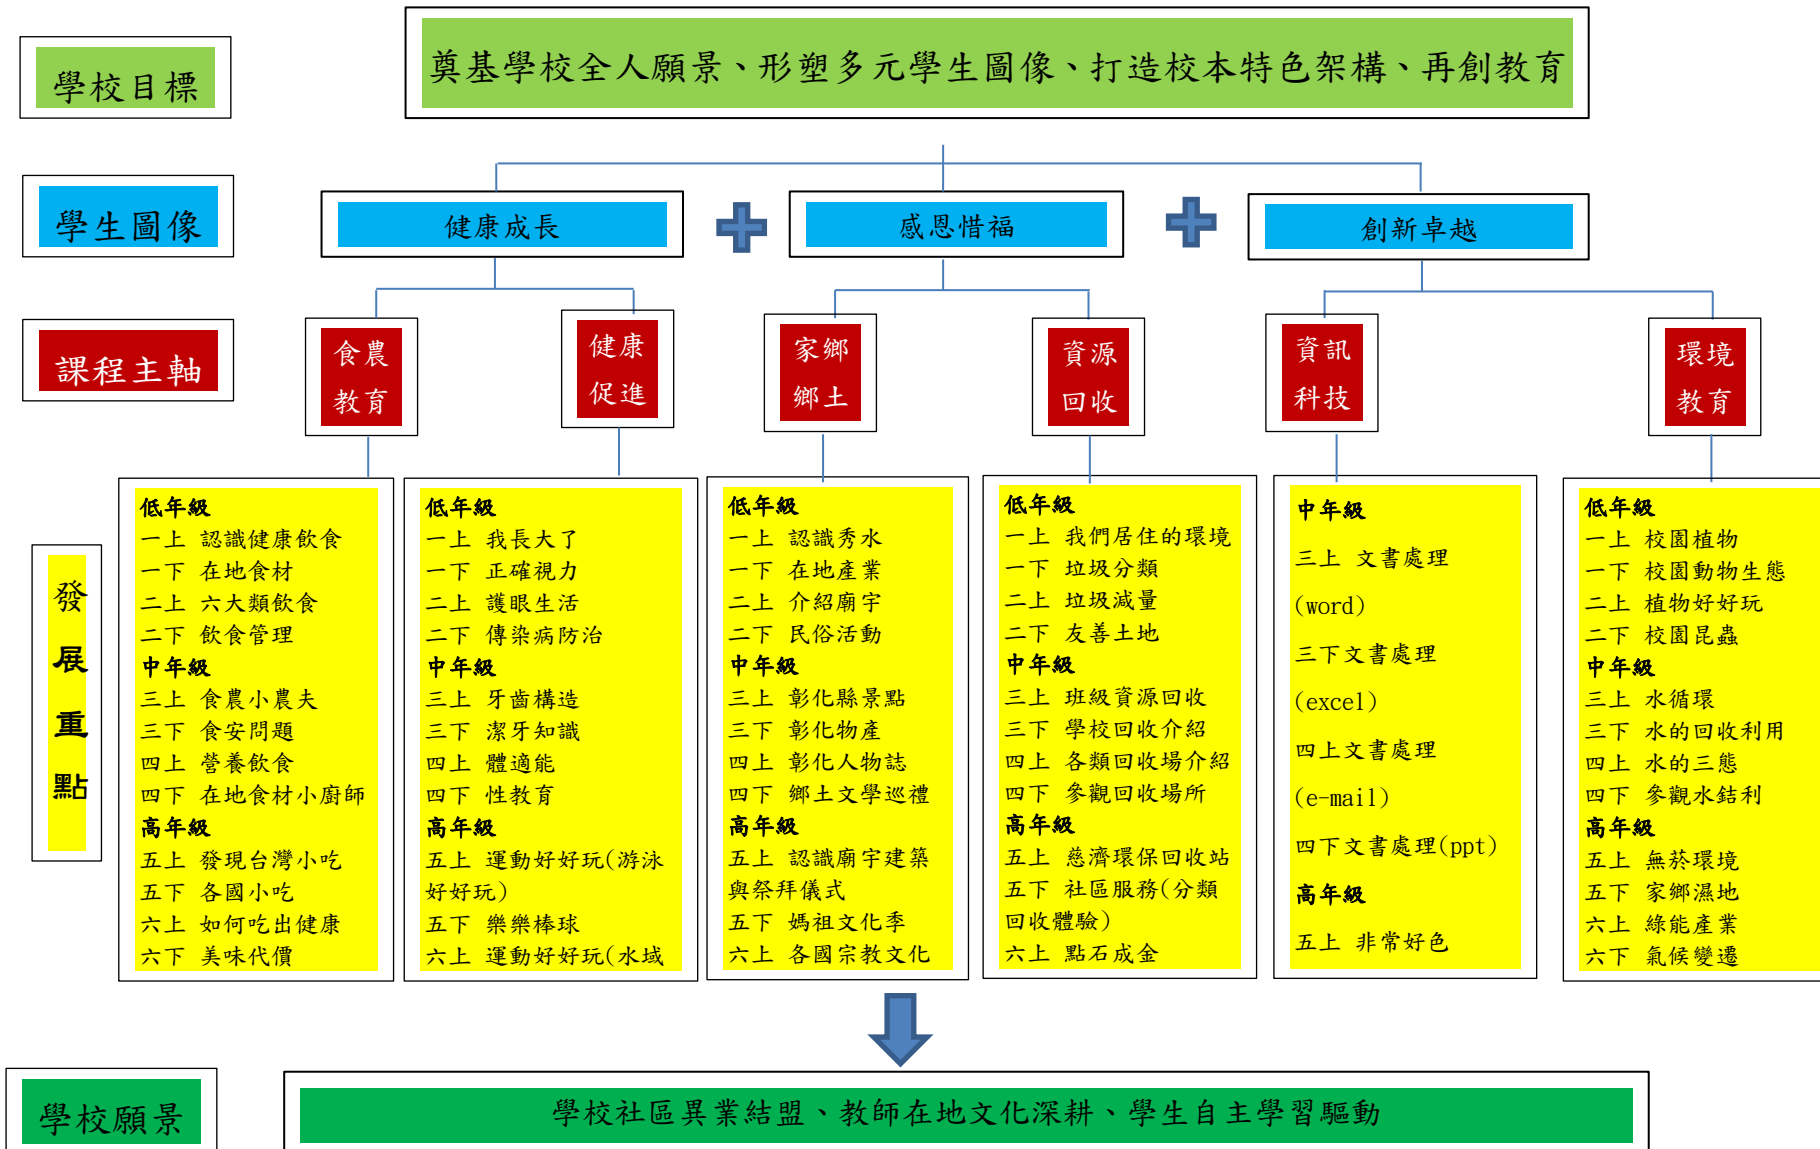 學校目標
奠基學校全人願景、形塑多元學生圖像、打造校本特色架構、再創教育
學生圖像
健康成長
感恩惜福
創新卓越
課程主軸
食農
教育
健康
促進
家鄉
鄉土
資源
回收
資訊
科技
環境
教育
發
展
重
點
低年級
一上 認識健康飲食
一下 在地食材
二上 六大類飲食
二下 飲食管理
中年級
三上 食農小農夫
三下 食安問題
四上 營養飲食
四下 在地食材小廚師
高年級
五上 發現台灣小吃
五下 各國小吃
六上 如何吃出健康
六下 美味代價
低年級
一上 我長大了
一下 正確視力
二上 護眼生活
二下 傳染病防治
中年級
三上 牙齒構造
三下 潔牙知識
四上 體適能
四下 性教育
高年級
五上 運動好好玩(游泳
好好玩)
五下 樂樂棒球
六上 運動好好玩(水域
低年級
一上 認識秀水
一下 在地產業
二上 介紹廟宇
二下 民俗活動
中年級
三上 彰化縣景點
三下 彰化物產
四上 彰化人物誌
四下 鄉土文學巡禮
高年級
五上 認識廟宇建築
與祭拜儀式
五下 媽祖文化季
六上 各國宗教文化
低年級
一上 我們居住的環境
一下 垃圾分類
二上 垃圾減量
二下 友善土地
中年級
三上 班級資源回收
三下 學校回收介紹
四上 各類回收場介紹
四下 參觀回收場所
高年級
五上 慈濟環保回收站
五下 社區服務(分類
回收體驗)
六上 點石成金
中年級
三上 文書處理
(word)
三下文書處理
(excel)
四上文書處理
(e-mail)
四下文書處理(ppt)
高年級
五上 非常好色
低年級
一上 校園植物
一下 校園動物生態
二上 植物好好玩
二下 校園昆蟲
中年級
三上 水循環
三下 水的回收利用
四上 水的三態
四下 參觀水銡利
高年級
五上 無菸環境
五下 家鄉濕地
六上 綠能產業
六下 氣候變遷
學校願景
學校社區異業結盟、教師在地文化深耕、學生自主學習驅動